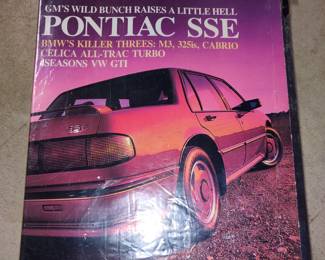 GM'S WILD BUNCH RAISES A LITTLE HELL
PONTIAC SSE
BMW'S KILLER THREES: M3, 325is, CABRIO
CELICA ALL-TRAC TURBO
4SEASONS VW GTI